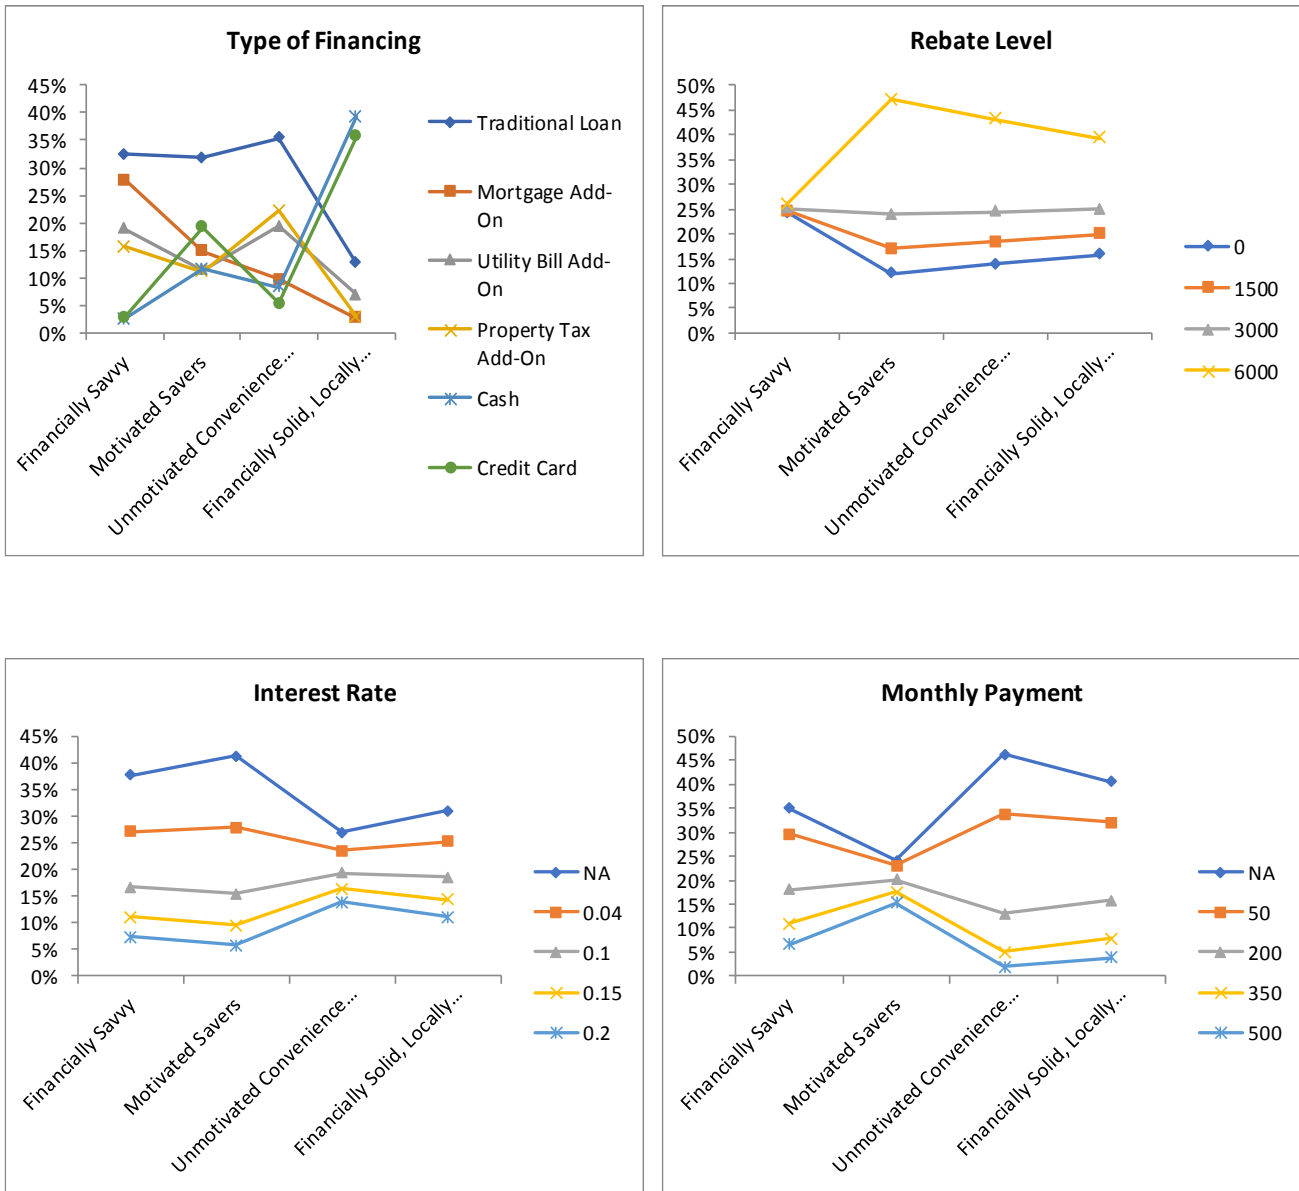 Type of Financing
45%
40%
35%
30%
25%
20%
15%
10%
5%
0%
Financially Savvy
Motivated Savers
Unmotivated Convenience...
Financially Solid, Locally...
Traditional Loan
Mortgage Add-
On
Utility Bill Add-
On
Property Tax
Add-On
Cash
Credit Card
Rebate Level
50%
45%
40%
35%
30%
25%
20%
15%
10%
5%
0%
Financially Savvy
Motivated Savers
Unmotivated Convenience...
Financially Solid, Locally...
0
1500
3000
6000
Interest Rate
45%
40%
35%
30%
25%
20%
15%
10%
5%
0%
Financially Savvy
Motivated Savers
Unmotivated Convenience...
Financially Solid, Locally...
NA
0.04
0.1
0.15
0.2
Monthly Payment
50%
45%
40%
35%
30%
25%
20%
15%
10%
5%
0%
Financially Savvy
Motivated Savers
Unmotivated Convenience...
Financially Solid, Locally...
NA
50
200
350
500